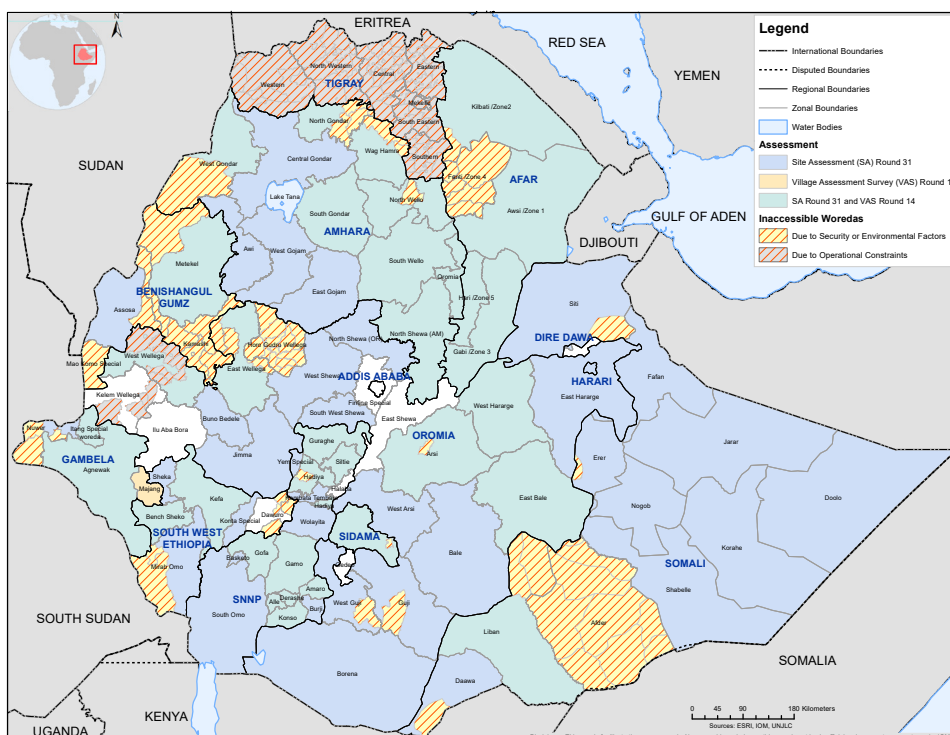 ERITREA
RED SEA
YEMEN
SUDAN
GULF OF ADEN
DJIBOUTI
SOUTH SUDAN
SOMALIA
KENYA
UGANDA
N
Legend
International Boundaries
Disputed Boundaries
Regional Boundaries
Zonal Boundaries
Water Bodies
Assessment
Site Assessment (SA) Round 31
Village Assessment Survey (VAS) Round 1
SA Round 31 and VAS Round 14
Inaccessible Woredas
Due to Security or Environmental Factors
Due to Operational Constraints
TIGRAY
Western
North Western
Central
Eastern
Mekelle
South Eastern
Southern
AFAR
Kilbati /Zone2
Fanti /Zone 4
Awsi /Zone 1
Hari /Zone 5
Gabi /Zone 3
AMHARA
North Gondar
West Gondar
Central Gondar
Wag Hamra
Lake Tana
North Wello
South Gondar
Awi
West Gojam
East Gojam
South Wello
Oromia
North Shewa (AM)
BENISHANGUL
GUMZ
Metekel
Assosa
Kamashi
Mao Komo Special
DIRE DAWA
HARARI
ADDIS ABABA
OROMIA
West Wellega
Kelem Wellega
East Wellega
Horo Gudru Wellega
North Shewa (OR)
West Shewa
Finfine Special
South West Shewa
East Shewa
Ilu Aba Bora
Buno Bedele
Jimma
Arsi
West Hararge
East Hararge
East Bale
West Arsi
Bale
West Guji
Guji
Borena
GAMBELA
Nuwer
Itang Special
woreda
Agnewak
Majang
SOUTH WEST
ETHIOPIA
Sheka
Kefa
Bench Sheko
Konta Special
Dawuro
Mirab Omo
SNNP
Guraghe
Yem Special
Siltie
Hadiya
Halaba
Hadiya
Wolayita
Basketo
Gofa
Gamo
South Omo
Amaro
Derashe
Alle
Konso
Burji
SIDAMA
SOMALI
Siti
Fafan
Jarar
Erer
Nogob
Doolo
Korahe
Shabelle
Afder
Liban
Daawa
0 45 90 180 Kilometers
Sources: ESRI, IOM, UNJLC